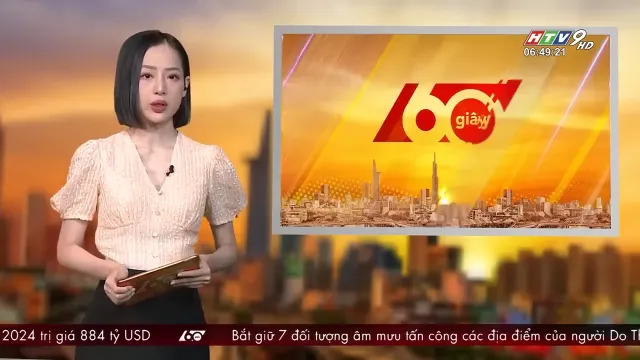 HTV9 HD
06:49:21
60 giây
2024 trị giá 884 tỷ USD 60 Bắt giữ 7 đối tượng âm mưu tấn công các địa điểm của người Do